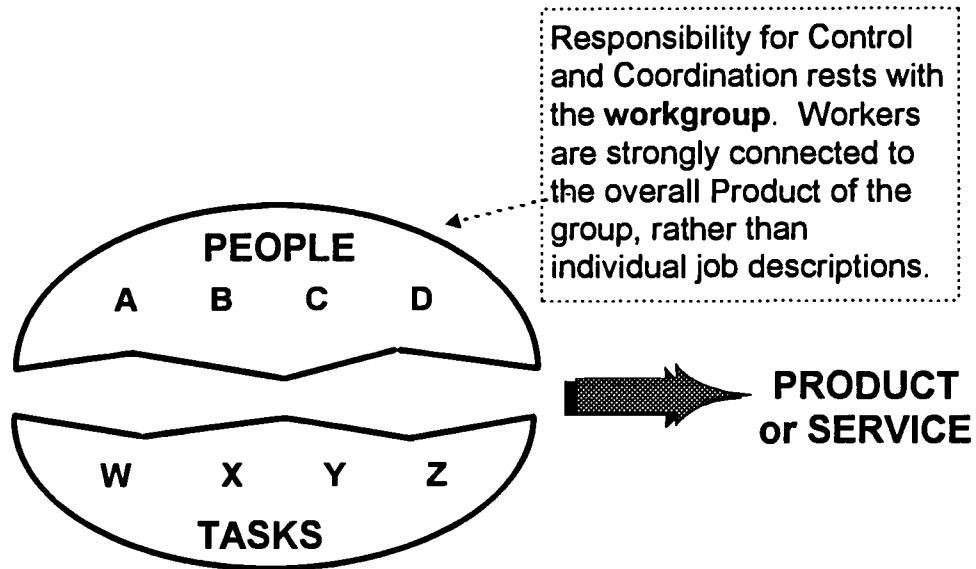 Responsibility for Control
and Coordination rests with
the workgroup.  Workers
are strongly connected to
the overall Product of the
group, rather than
individual job descriptions.
PEOPLE
A B C D
PRODUCT
or SERVICE
W X Y Z
TASKS